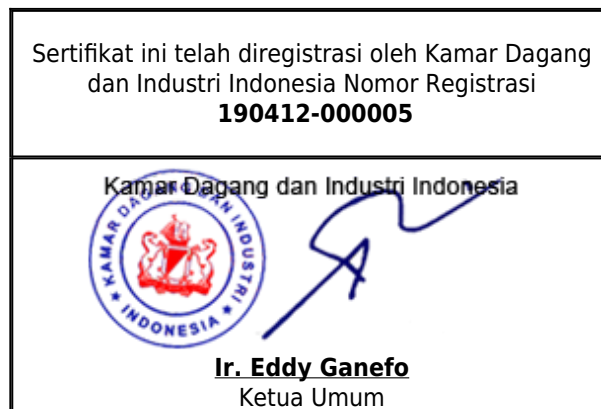 Sertifikat ini telah diregistrasi oleh Kamar Dagang
dan Industri Indonesia Nomor Registrasi
190412-000005
Kamar Dagang dan Industri Indonesia
KAMAR DAGANG DAN INDUSTRI
INDONESIA
Ir. Eddy Ganefo
Ketua Umum